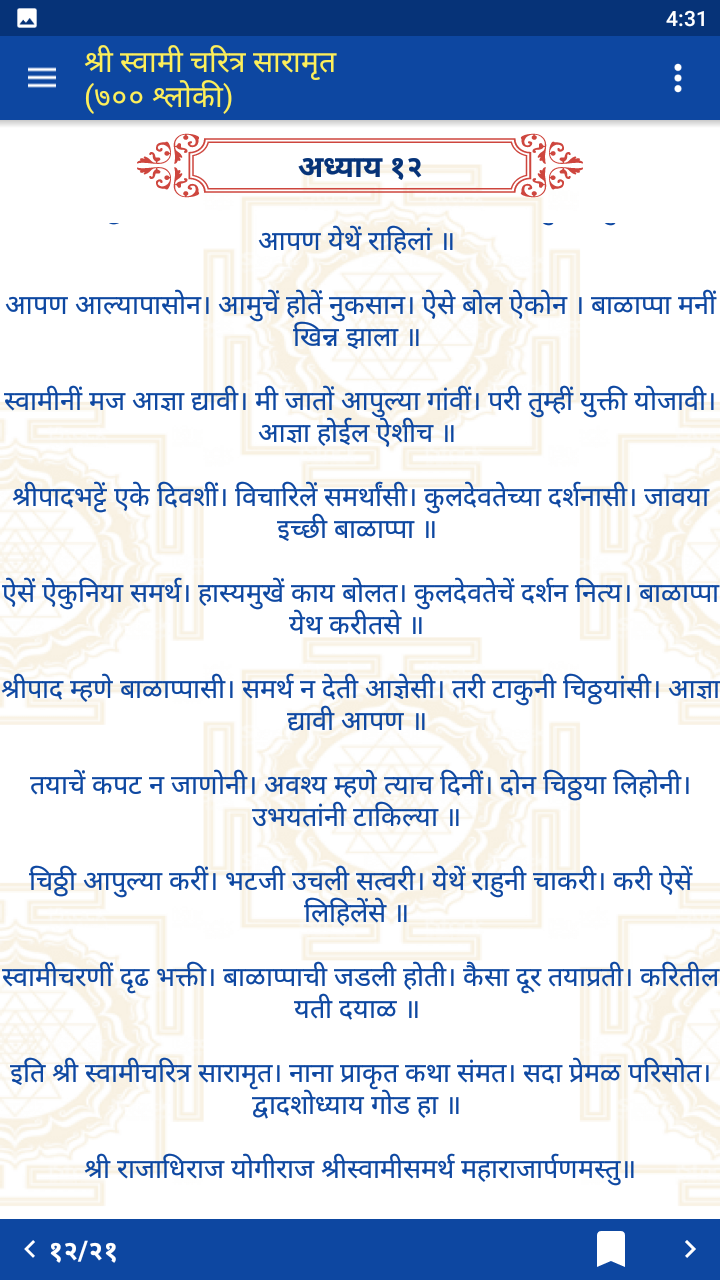 4:31
श्री स्वामी चरित्र सारामृत
(७०० श्लोकी)
अध्याय १२
आपण येथें राहिलां ॥
आपण आल्यापासोन। आमुचें होतें नुकसान। ऐसे बोल ऐकोन । बाळाप्पा मनीं
खिन्न झाला ॥
स्वामीनीं मज आज्ञा द्यावी। मी जातों आपुल्या गांवीं। परी तुम्हीं युक्ती योजावी।
आज्ञा होईल ऐशीच ॥
श्रीपादभट्टें एके दिवशीं। विचारिलें समर्थांसी। कुलदेवतेच्या दर्शनासी। जावया
इच्छी बाळाप्पा ॥
ऐसें ऐकुनिया समर्थ। हास्यमुखें काय बोलत। कुलदेवतेचें दर्शन नित्य। बाळाप्पा
येथ करीतसे ॥
श्रीपाद म्हणे बाळाप्पासी। समर्थ न देती आज्ञेसी। तरी टाकुनी चिठ्ठयांसी। आज्ञा
द्यावी आपण ॥
तयाचें कपट न जाणोनी। अवश्य म्हणे त्याच दिनीं। दोन चिठ्ठया लिहोनी।
उभयतांनी टाकिल्या ॥
चिठ्ठी आपुल्या करीं। भटजी उचली सत्वरी। येथें राहुनी चाकरी। करी ऐसें
लिहिलेंसे ॥
स्वामीचरणीं दृढ भक्ती। बाळाप्पाची जडली होती। कैसा दूर तयाप्रती। करितील
यती दयाळ ॥
इति श्री स्वामीचरित्र सारामृत। नाना प्राकृत कथा संमत। सदा प्रेमळ परिसोत।
द्वादशोध्याय गोड हा ॥
श्री राजाधिराज योगीराज श्रीस्वामीसमर्थ महाराजार्पणमस्तु॥
१२/२१